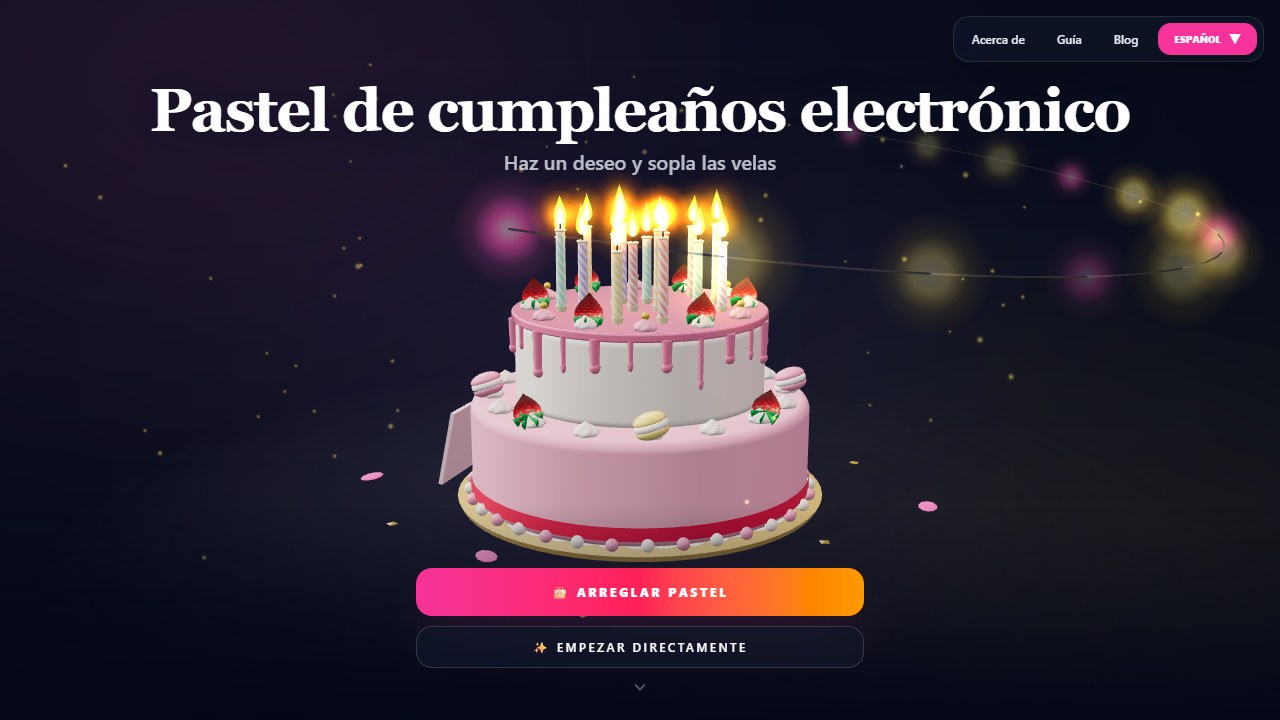 Acerca de
Guía
Blog
ESPAÑOL ▼
Pastel de cumpleaños electrónico
Haz un deseo y sopla las velas
🎂 ARREGLAR PASTEL
✨ EMPEZAR DIRECTAMENTE